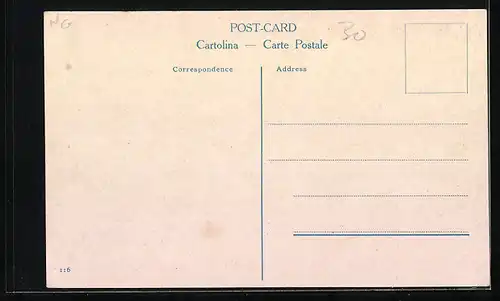 NG
POST-CARD
30
Cartolina — Carte Postale
Correspondence
Address
116